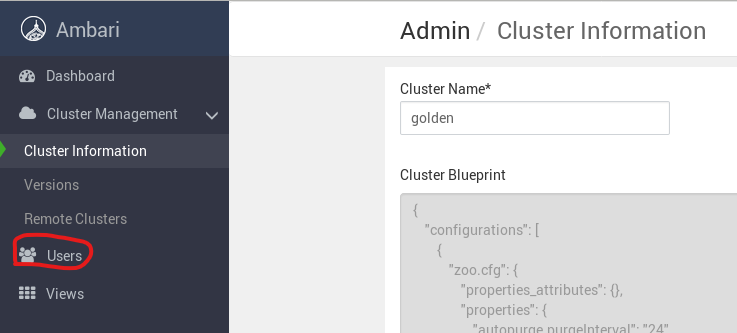 Ambari
Admin / Cluster Information
Dashboard
Cluster Management
Cluster Information
Versions
Remote Clusters
Users
Views
Cluster Name*
golden
Cluster Blueprint
{
"configurations": [
{
"zoo.cfg": {
"properties_attributes": {},
"properties": {
"autopurge.purgeInterval": "24"